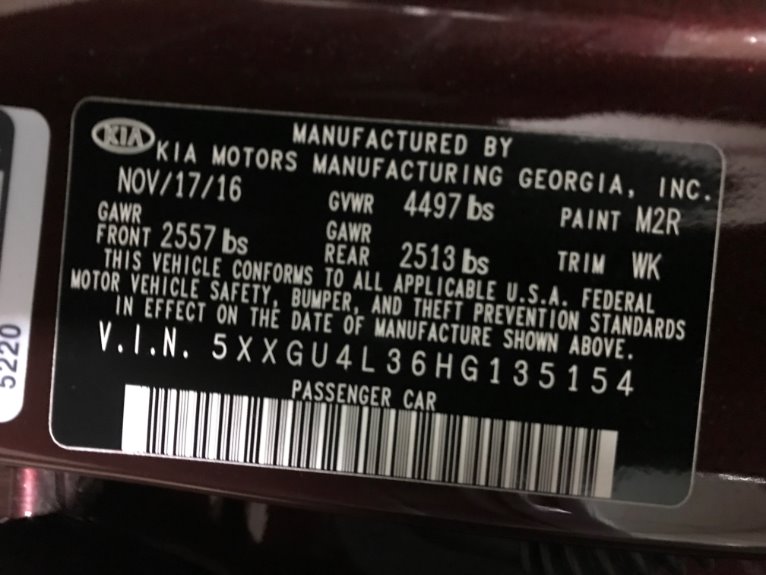 KIA MANUFACTURED BY
KIA MOTORS MANUFACTURING GEORGIA, INC.
NOV/17/16 GVWR 4497 lbs PAINT M2R
GAWR FRONT 2557 lbs GAWR REAR 2513 lbs TRIM WK
THIS VEHICLE CONFORMS TO ALL APPLICABLE U.S.A. FEDERAL
MOTOR VEHICLE SAFETY, BUMPER, AND THEFT PREVENTION STANDARDS
IN EFFECT ON THE DATE OF MANUFACTURE SHOWN ABOVE.
V.I.N. 5XXGU4L36HG135154
PASSENGER CAR
5220